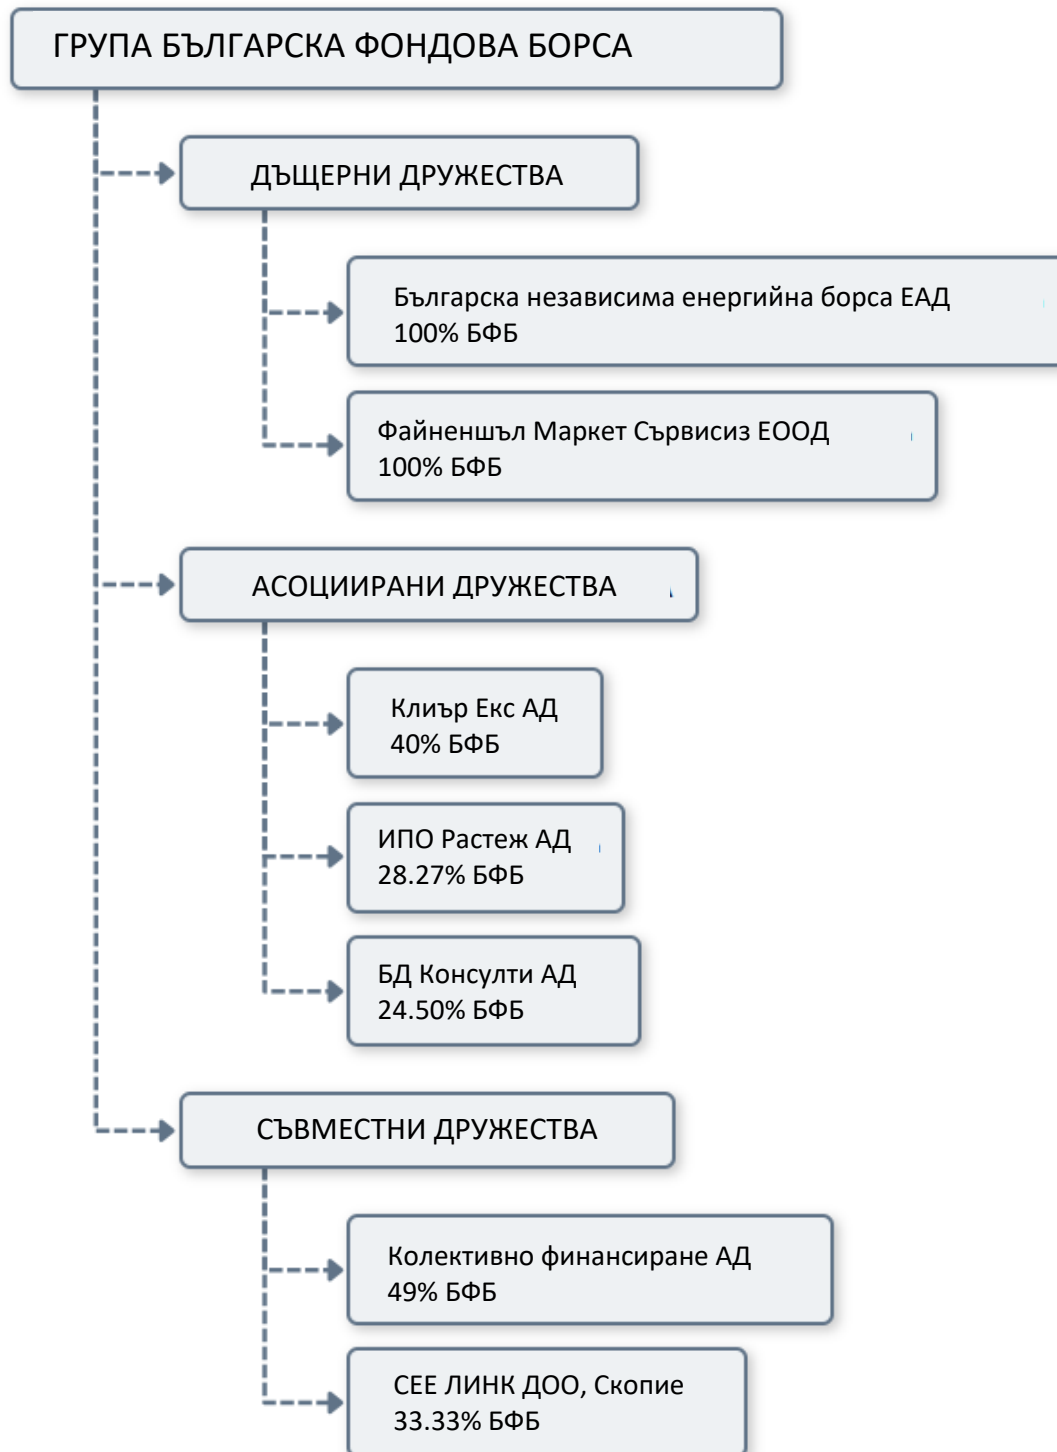 ГРУПА БЪЛГАРСКА ФОНДОВА БОРСА
ДЪЩЕРНИ ДРУЖЕСТВА
Българска независима енергийна борса ЕАД
100% БФБ
Файненшъл Маркет Сървисиз ЕООД
100% БФБ
АСОЦИИРАНИ ДРУЖЕСТВА
Клиър Екс АД
40% БФБ
ИПО Растеж АД
28.27% БФБ
БД Консулти АД
24.50% БФБ
СЪВМЕСТНИ ДРУЖЕСТВА
Колективно финансиране АД
49% БФБ
СЕЕ ЛИНК ДОО, Скопие
33.33% БФБ